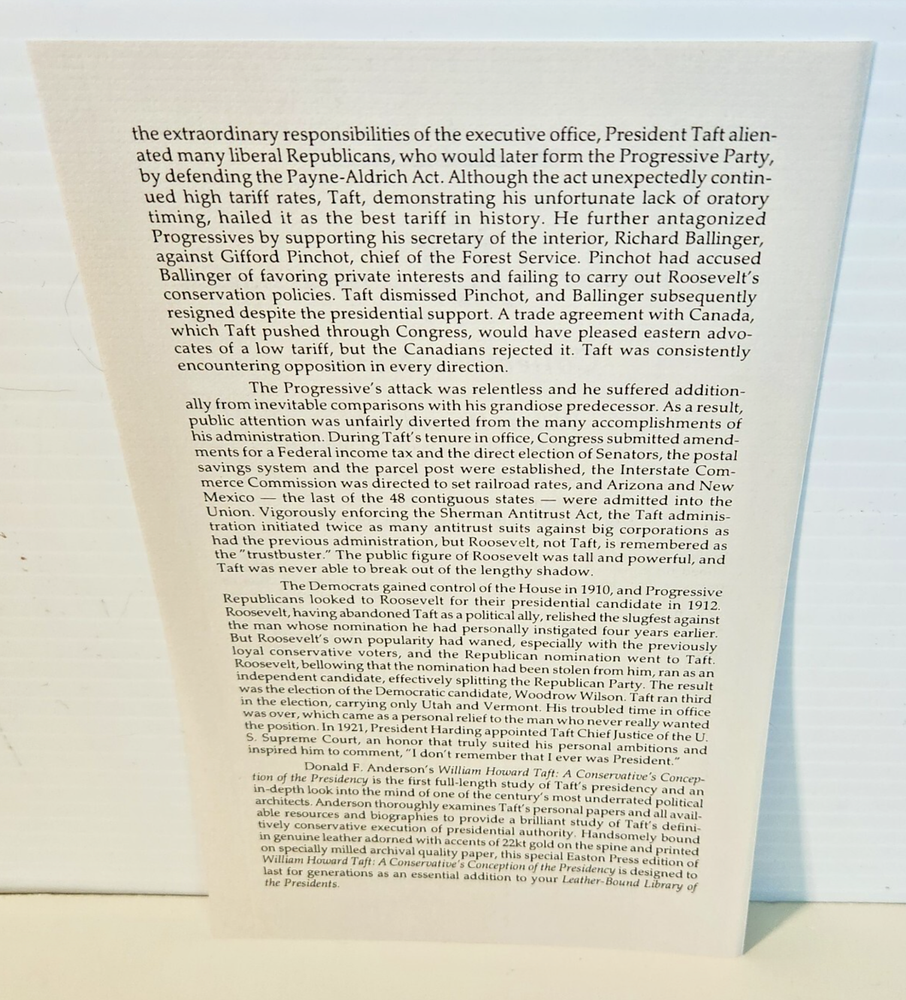 the extraordinary responsibilities of the executive office, President Taft alien-
ated many liberal Republicans, who would later form the Progressive Party,
by defending the Payne-Aldrich Act. Although the act unexpectedly contin-
ued high tariff rates, Taft, demonstrating his unfortunate lack of oratory
timing, hailed it as the best tariff in history. He further antagonized
Progressives by supporting his secretary of the interior, Richard Ballinger,
against Gifford Pinchot, chief of the Forest Service. Pinchot had accused
Ballinger of favoring private interests and failing to carry out Roosevelt's
conservation policies. Taft dismissed Pinchot, and Ballinger subsequently
resigned despite the presidential support. A trade agreement with Canada,
which Taft pushed through Congress, would have pleased eastern advo-
cates of a low tariff, but the Canadians rejected it. Taft was consistently
encountering opposition in every direction.
The Progressive's attack was relentless and he suffered addition-
ally from inevitable comparisons with his grandiose predecessor. As a result,
public attention was unfairly diverted from the many accomplishments of
his administration. During Taft's tenure in office, Congress submitted amend-
ments for a Federal income tax and the direct election of Senators, the postal
savings system and the parcel post were established, the Interstate Com-
merce Commission was directed to set railroad rates, and Arizona and New
Mexico — the last of the 48 contiguous states — were admitted into the
Union. Vigorously enforcing the Sherman Antitrust Act, the Taft adminis-
tration initiated twice as many antitrust suits against big corporations as
had the previous administration, but Roosevelt, not Taft, is remembered as
the "trustbuster." The public figure of Roosevelt was tall and powerful, and
Taft was never able to break out of the lengthy shadow.
The Democrats gained control of the House in 1910, and Progressive
Republicans looked to Roosevelt for their presidential candidate in 1912.
Roosevelt, having abandoned Taft as a political ally, relished the slugfest against
the man whose nomination he had personally instigated four years earlier.
But Roosevelt's own popularity had waned, especially with the previously
loyal conservative voters, and the Republican nomination went to Taft.
Roosevelt, bellowing that the nomination had been stolen from him, ran as an
independent candidate, effectively splitting the Republican Party. The result
was the election of the Democratic candidate, Woodrow Wilson. Taft ran third
in the election, carrying only Utah and Vermont. His troubled time in office
was over, which came as a personal relief to the man who never really wanted
the position. In 1921, President Harding appointed Taft Chief Justice of the U.
S. Supreme Court, an honor that truly suited his personal ambitions and
inspired him to comment, "I don't remember that I ever was President."
Donald F. Anderson's William Howard Taft: A Conservative's Concep-
tion of the Presidency is the first full-length study of Taft's presidency and an
in-depth look into the mind of one of the century's most underrated political
architects. Anderson thoroughly examines Taft's personal papers and all avail-
able resources and biographies to provide a brilliant study of Taft's defini-
tively conservative execution of presidential authority. Handsomely bound
in genuine leather adorned with accents of 22kt gold on the spine and printed
on specially milled archival quality paper, this special Easton Press edition of
William Howard Taft: A Conservative's Conception of the Presidency is designed to
last for generations as an essential addition to your Leather-Bound Library of
the Presidents.